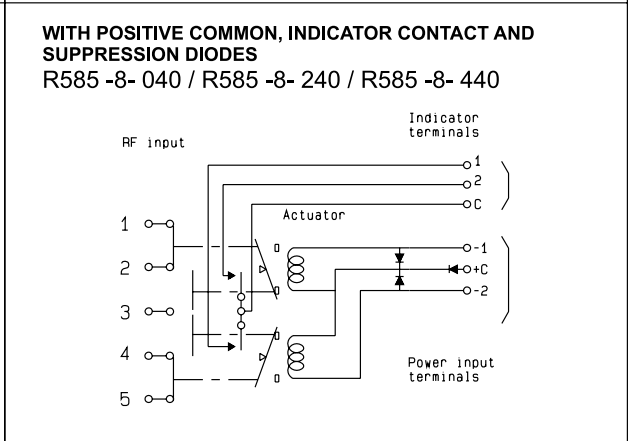 WITH POSITIVE COMMON, INDICATOR CONTACT AND
SUPPRESSION DIODES
R585 -8- 040 / R585 -8- 240 / R585 -8- 440
Indicator
terminals
RF input
1
2
C
Actuator
1
2
3
4
5
-1
+C
-2
Power input
terminals